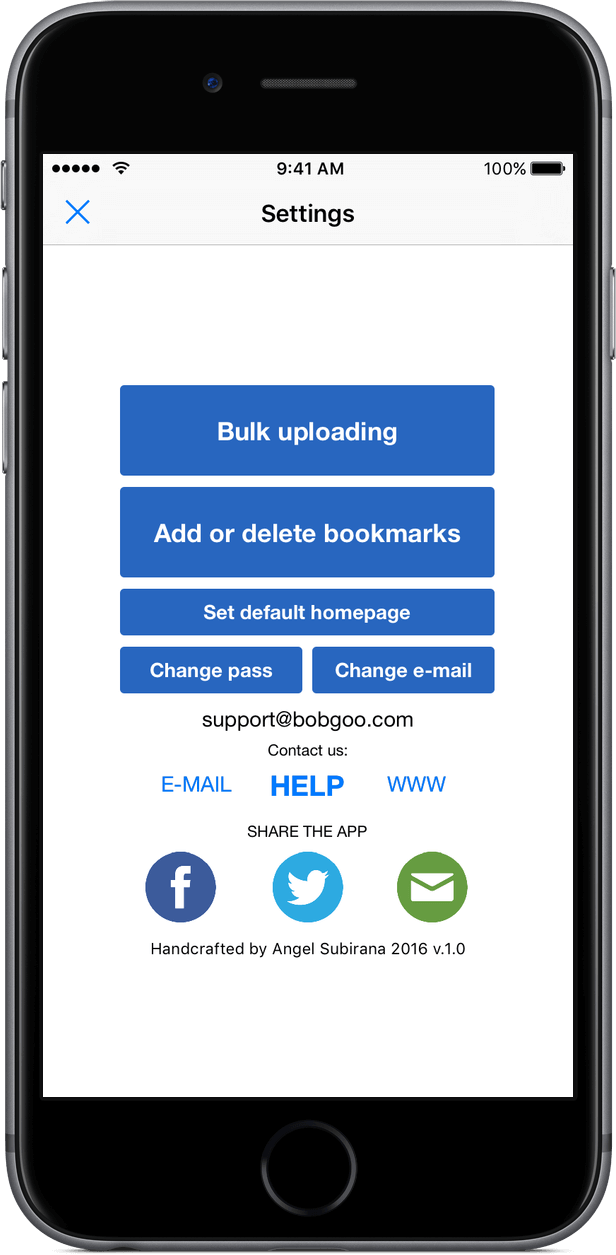 9:41 AM 100%
Settings
Bulk uploading
Add or delete bookmarks
Set default homepage
Change pass Change e-mail
support@bobgoo.com
Contact us:
E-MAIL HELP WWW
SHARE THE APP
Handcrafted by Angel Subirana 2016 v.1.0